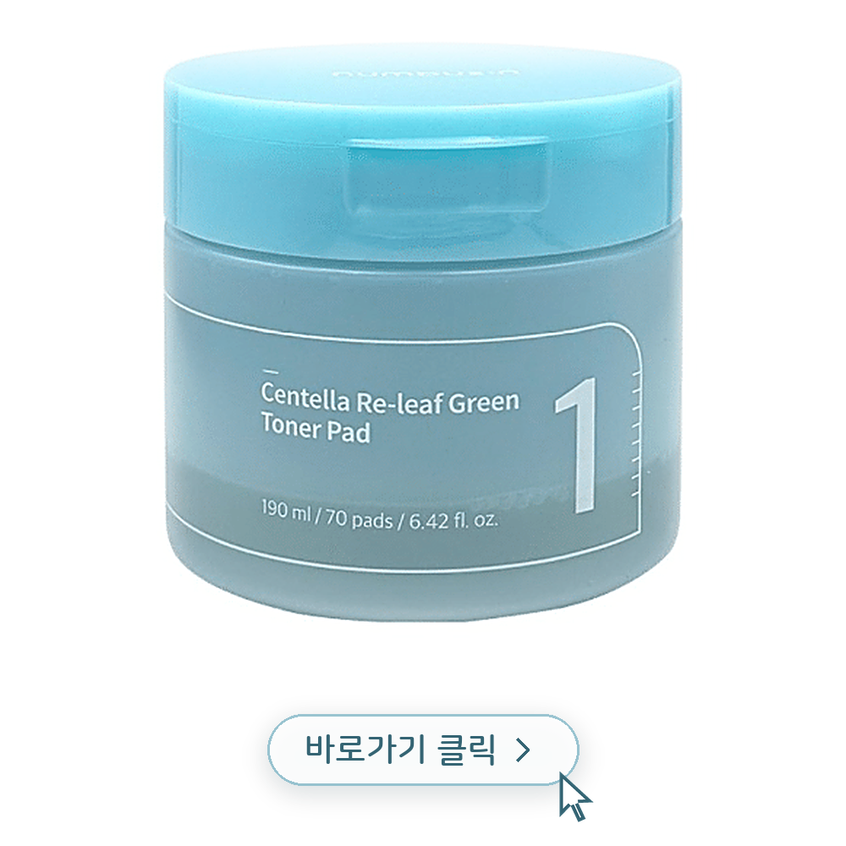 numbuz:n
Centella Re-leaf Green
Toner Pad
1
190 ml / 70 pads / 6.42 fl. oz.
바로가기 클릭 >